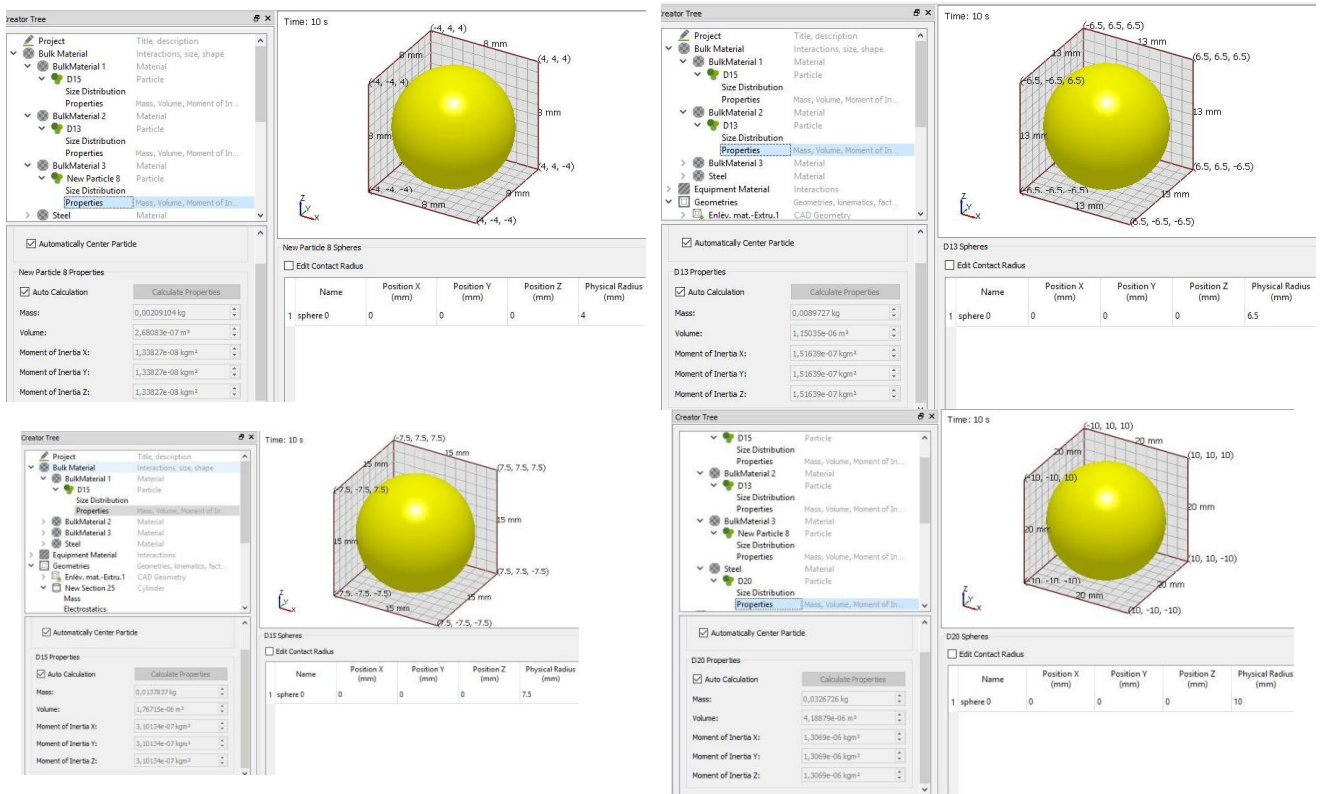 Creator Tree
Project Title, description
Bulk Material Interactions, size, shape
BulkMaterial 1 Material
D15 Particle
Size Distribution
Properties Mass, Volume, Moment of In...
BulkMaterial 2 Material
D13 Particle
Size Distribution
Properties Mass, Volume, Moment of In...
BulkMaterial 3 Material
New Particle 8 Particle
Size Distribution
Properties Mass, Volume, Moment of In...
Steel Material
Automatically Center Particle
New Particle 8 Properties
Auto Calculation Calculate Properties
Mass: 0,00209104 kg
Volume: 2,68083e-07 m³
Moment of Inertia X: 1,33827e-08 kgm²
Moment of Inertia Y: 1,33827e-08 kgm²
Moment of Inertia Z: 1,33827e-08 kgm²
Time: 10 s
(-4, 4, 4)
8 mm
8 mm
(4, 4, 4)
(-4, -4, 4)
8 mm
8 mm
(4, 4, -4)
(-4, -4, -4)
8 mm
8 mm
(4, -4, -4)
Z
Y
X
New Particle 8 Spheres
Edit Contact Radius
Name Position X (mm) Position Y (mm) Position Z (mm) Physical Radius (mm)
1 sphere 0 0 0 0 4
Creator Tree
Project Title, description
Bulk Material Interactions, size, shape
BulkMaterial 1 Material
D15 Particle
Size Distribution
Properties Mass, Volume, Moment of In...
BulkMaterial 2 Material
D13 Particle
Size Distribution
Properties Mass, Volume, Moment of In...
BulkMaterial 3 Material
Steel Material
Equipment Material Interactions
Geometries Geometries, kinematics, fact...
Enlèv. mat.-Extru.1 CAD Geometry
Automatically Center Particle
D13 Properties
Auto Calculation Calculate Properties
Mass: 0,0089727 kg
Volume: 1,15035e-06 m³
Moment of Inertia X: 1,51639e-07 kgm²
Moment of Inertia Y: 1,51639e-07 kgm²
Moment of Inertia Z: 1,51639e-07 kgm²
Time: 10 s
(-6.5, 6.5, 6.5)
13 mm
13 mm
(6.5, 6.5, 6.5)
(-6.5, -6.5, 6.5)
13 mm
13 mm
(6.5, 6.5, -6.5)
(-6.5, -6.5, -6.5)
13 mm
13 mm
(6.5, -6.5, -6.5)
Z
Y
X
D13 Spheres
Edit Contact Radius
Name Position X (mm) Position Y (mm) Position Z (mm) Physical Radius (mm)
1 sphere 0 0 0 0 6.5
Creator Tree
Project Title, description
Bulk Material Interactions, size, shape
BulkMaterial 1 Material
D15 Particle
Size Distribution
Properties Mass, Volume, Moment of In...
BulkMaterial 2 Material
BulkMaterial 3 Material
Steel Material
Equipment Material Interactions
Geometries Geometries, kinematics, fact...
Enlèv. mat.-Extru.1 CAD Geometry
New Section 25 Cylinder
Mass
Electrostatics
Automatically Center Particle
D15 Properties
Auto Calculation Calculate Properties
Mass: 0,0137837 kg
Volume: 1,76715e-06 m³
Moment of Inertia X: 3,10134e-07 kgm²
Moment of Inertia Y: 3,10134e-07 kgm²
Moment of Inertia Z: 3,10134e-07 kgm²
Time: 10 s
(-7.5, 7.5, 7.5)
15 mm
15 mm
(7.5, 7.5, 7.5)
(-7.5, -7.5, 7.5)
15 mm
15 mm
(7.5, 7.5, -7.5)
(-7.5, -7.5, -7.5)
15 mm
15 mm
(7.5, -7.5, -7.5)
Z
Y
X
D15 Spheres
Edit Contact Radius
Name Position X (mm) Position Y (mm) Position Z (mm) Physical Radius (mm)
1 sphere 0 0 0 0 7.5
Creator Tree
D15 Particle
Size Distribution
Properties Mass, Volume, Moment of In...
BulkMaterial 2 Material
D13 Particle
Size Distribution
Properties Mass, Volume, Moment of In...
BulkMaterial 3 Material
New Particle 8 Particle
Size Distribution
Properties Mass, Volume, Moment of In...
Steel Material
D20 Particle
Size Distribution
Properties Mass, Volume, Moment of In...
Automatically Center Particle
D20 Properties
Auto Calculation Calculate Properties
Mass: 0,0326726 kg
Volume: 4,18879e-06 m³
Moment of Inertia X: 1,3069e-06 kgm²
Moment of Inertia Y: 1,3069e-06 kgm²
Moment of Inertia Z: 1,3069e-06 kgm²
Time: 10 s
(-10, 10, 10)
20 mm
20 mm
(10, 10, 10)
(-10, -10, 10)
20 mm
20 mm
(10, 10, -10)
(-10, -10, -10)
20 mm
20 mm
(10, -10, -10)
Z
Y
X
D20 Spheres
Edit Contact Radius
Name Position X (mm) Position Y (mm) Position Z (mm) Physical Radius (mm)
1 sphere 0 0 0 0 10